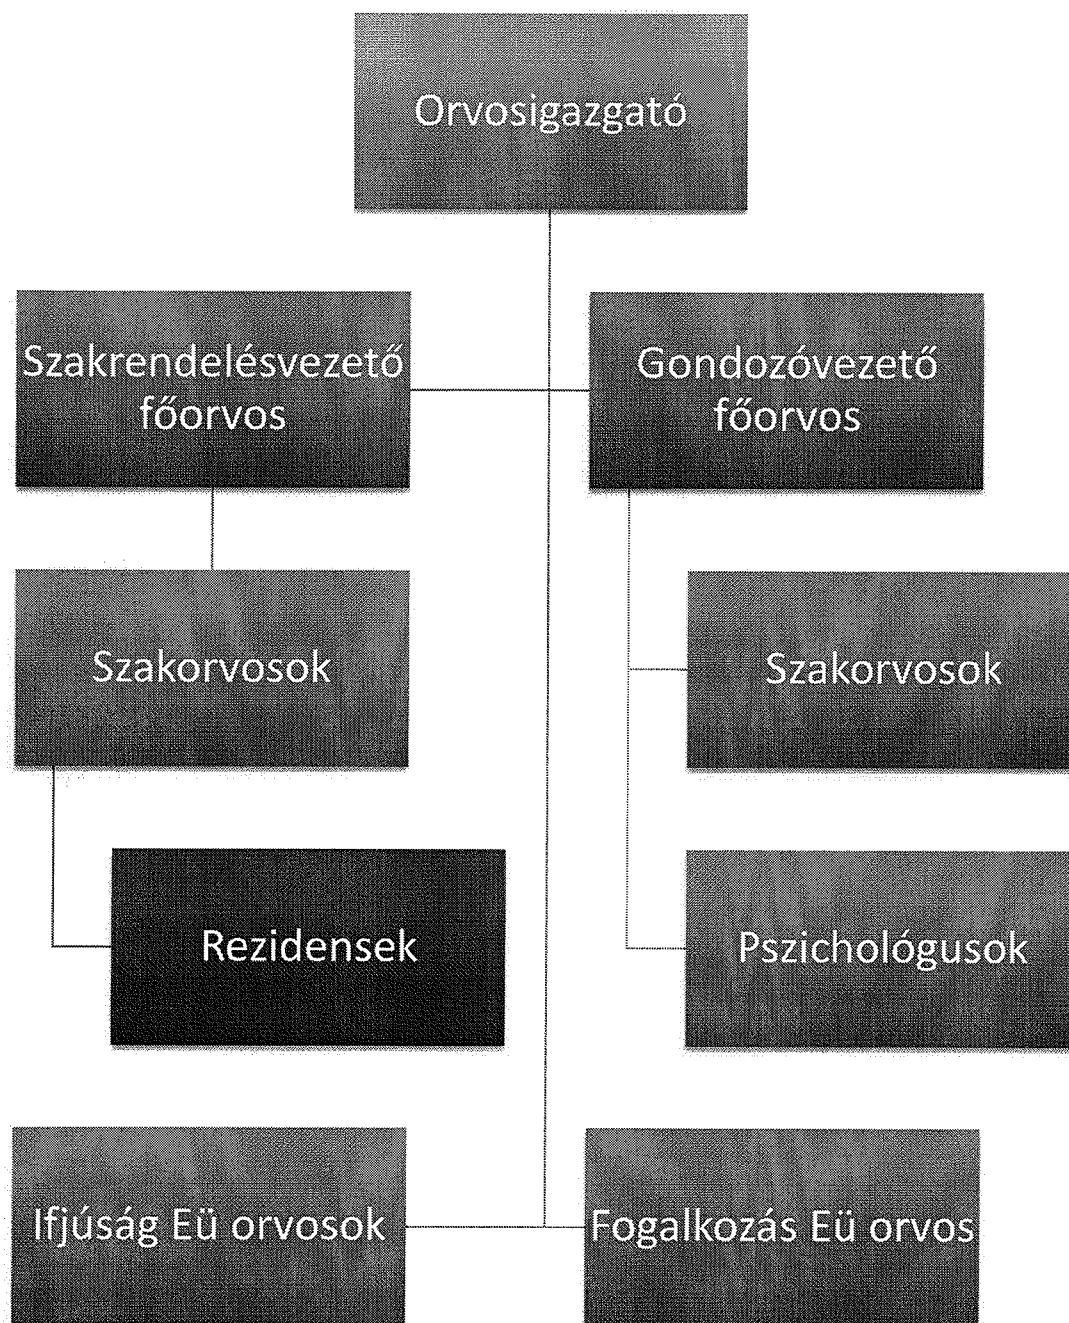 Orvosigazgató
Szakrendelésvezető
főorvos
Gondozóvezető
főorvos
Szakorvosok
Szakorvosok
Rezidensek
Pszichológusok
Ifjúság Eü orvosok
Fogalkozás Eü orvos